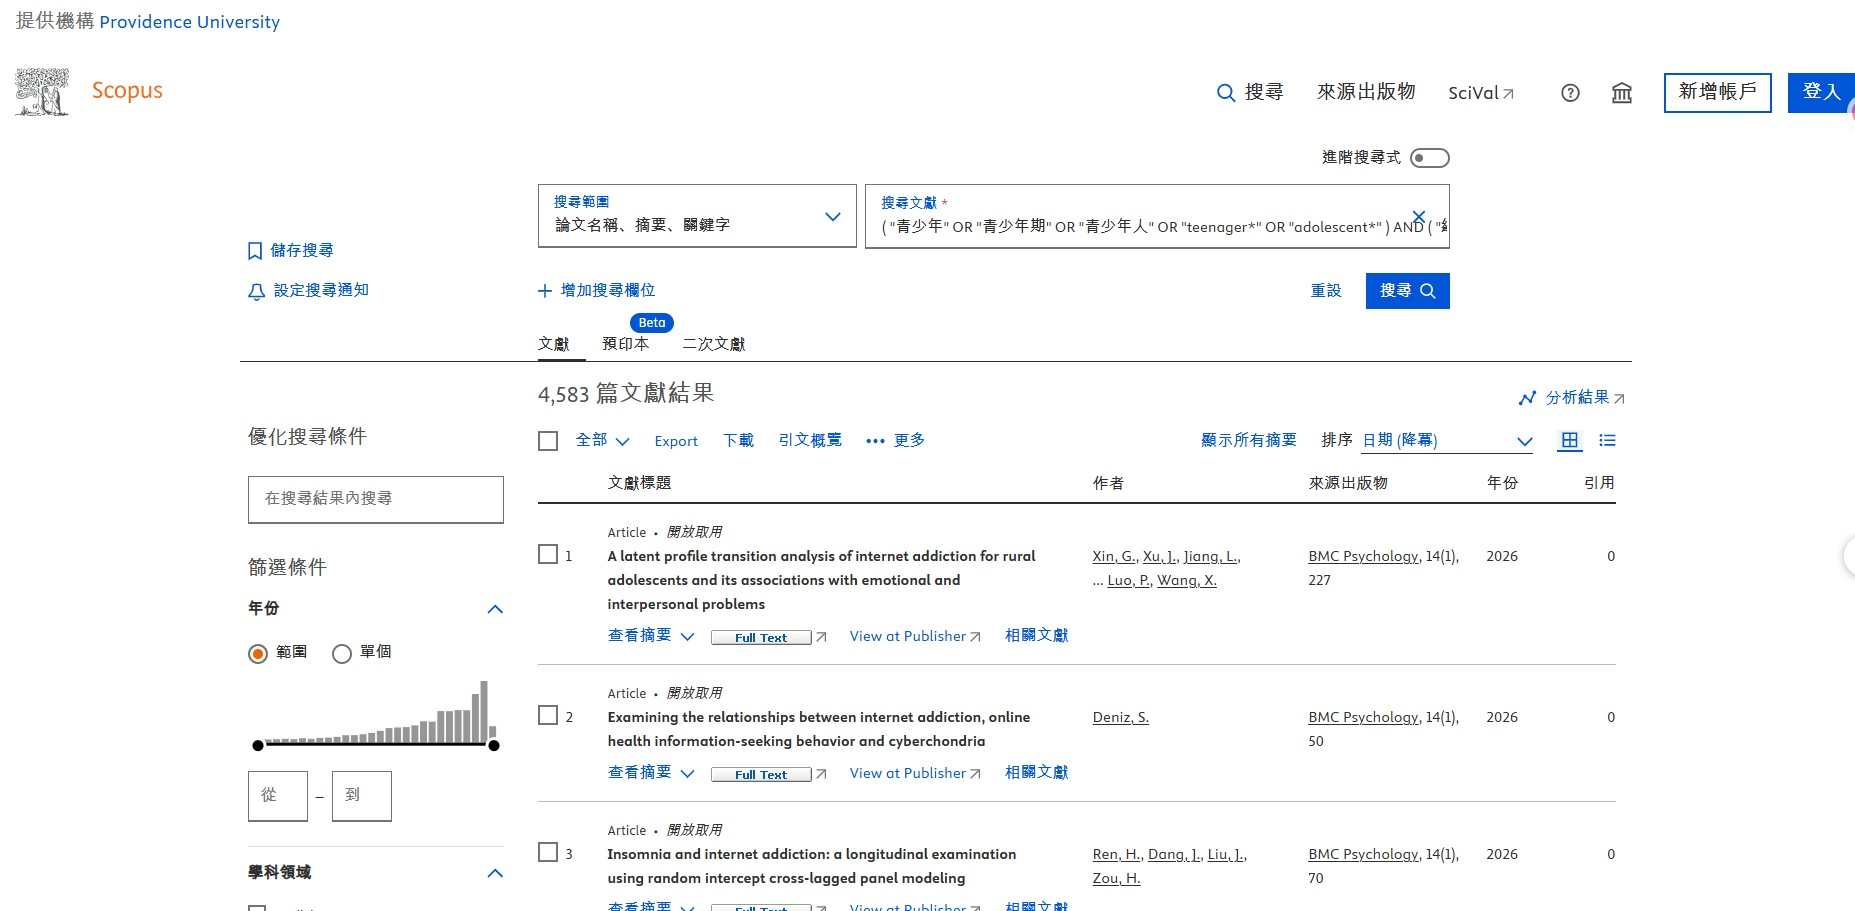 提供機構 Providence University
Scopus
搜尋 來源出版物 SciVal 新增帳戶 登入
進階搜尋式
搜尋範圍
論文名稱、摘要、關鍵字
搜尋文獻 *
( "青少年" OR "青少年期" OR "青少年人" OR "teenager*" OR "adolescent*" ) AND ( "
儲存搜尋
設定搜尋通知
增加搜尋欄位
重設 搜尋
Beta
文獻 預印本 二次文獻
4,583 篇文獻結果
分析結果
優化搜尋條件
在搜尋結果內搜尋
篩選條件
年份
範圍 單個
從 – 到
學科領域
全部 Export 下載 引文概覽 ••• 更多 顯示所有摘要 排序 日期 (降冪)
文獻標題 作者 來源出版物 年份 引用
Article • 開放取用
1 A latent profile transition analysis of internet addiction for rural adolescents and its associations with emotional and interpersonal problems
Xin, G., Xu, J., Jiang, L., ... Luo, P., Wang, X.
BMC Psychology, 14(1), 227
2026
0
查看摘要 Full Text View at Publisher 相關文獻
Article • 開放取用
2 Examining the relationships between internet addiction, online health information-seeking behavior and cyberchondria
Deniz, S.
BMC Psychology, 14(1), 50
2026
0
查看摘要 Full Text View at Publisher 相關文獻
Article • 開放取用
3 Insomnia and internet addiction: a longitudinal examination using random intercept cross-lagged panel modeling
Ren, H., Dang, J., Liu, J., Zou, H.
BMC Psychology, 14(1), 70
2026
0
查看摘要 Full Text View at Publisher 相關文獻